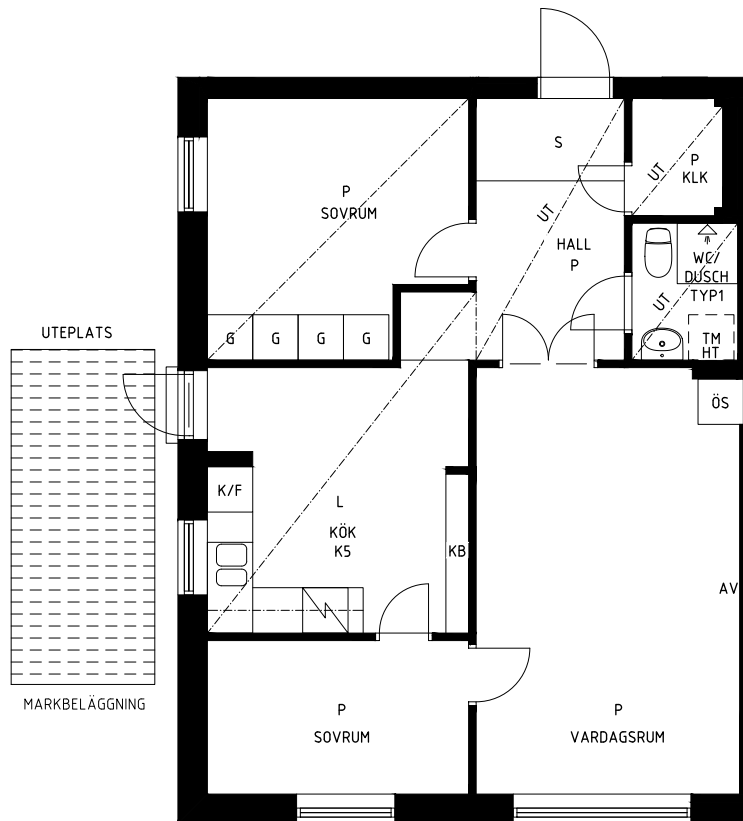 S
UT
P
KLK
P
SOVRUM
UT
HALL
P
WC/
DUSCH
TYP1
UT
UTEPLATS
G
G
G
G
TM
HT
ÖS
K/F
L
KÖK
K5
KB
AV
MARKBELÄGGNING
P
SOVRUM
P
VARDAGSRUM